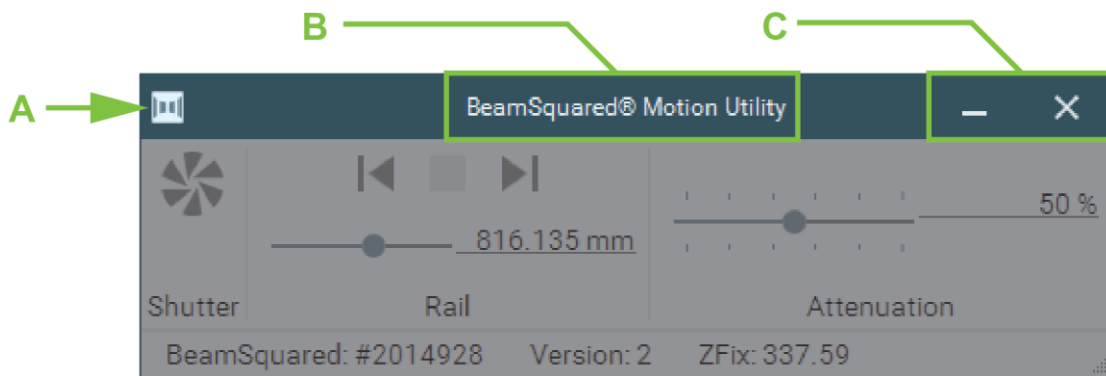 B
C
A
BeamSquared® Motion Utility
816.135 mm
50 %
Shutter
Rail
Attenuation
BeamSquared: #2014928 Version: 2 ZFix: 337.59